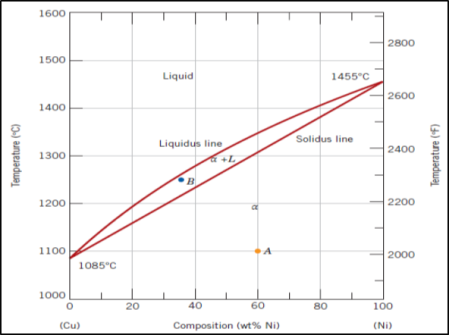 1600
1500
1400
1300
1200
1100
1000
Temperature (°C)
2800
2600
2400
2200
2000
Temperature (°F)
Liquid
1455°C
Liquidus line
Solidus line
α + L
B
α
A
1085°C
0
20
40
60
80
100
(Cu)
Composition (wt% Ni)
(Ni)